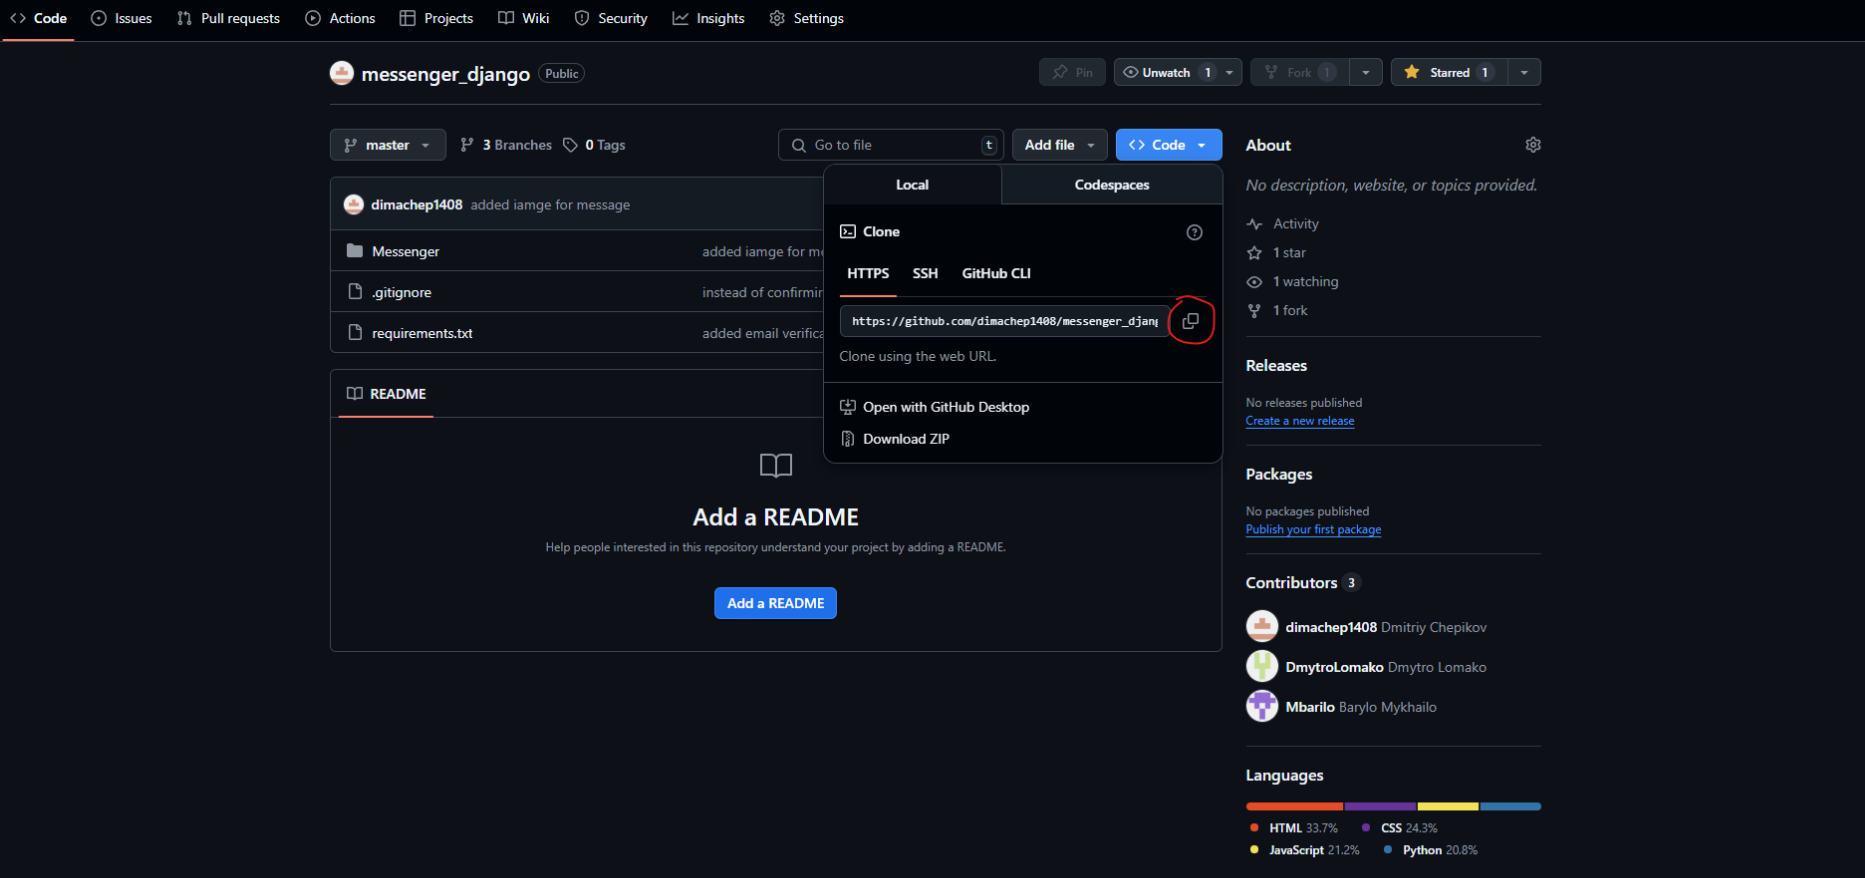 Code Issues Pull requests Actions Projects Wiki Security Insights Settings
messenger_django Public
Pin Unwatch 1 Fork 1 Starred 1
master 3 Branches 0 Tags
Go to file t Add file Code
dimachep1408 added iamge for message
Messenger added iamge for me
.gitignore instead of confirmin
requirements.txt added email verifica
Local Codespaces
Clone
HTTPS SSH GitHub CLI
https://github.com/dimachep1408/messenger_djang
Clone using the web URL.
Open with GitHub Desktop
Download ZIP
README
Add a README
Help people interested in this repository understand your project by adding a README.
Add a README
About
No description, website, or topics provided.
Activity
1 star
1 watching
1 fork
Releases
No releases published
Create a new release
Packages
No packages published
Publish your first package
Contributors 3
dimachep1408 Dmitriy Chepikov
DmytroLomako Dmytro Lomako
Mbarilo Barylo Mykhailo
Languages
HTML 33.7% CSS 24.3%
JavaScript 21.2% Python 20.8%